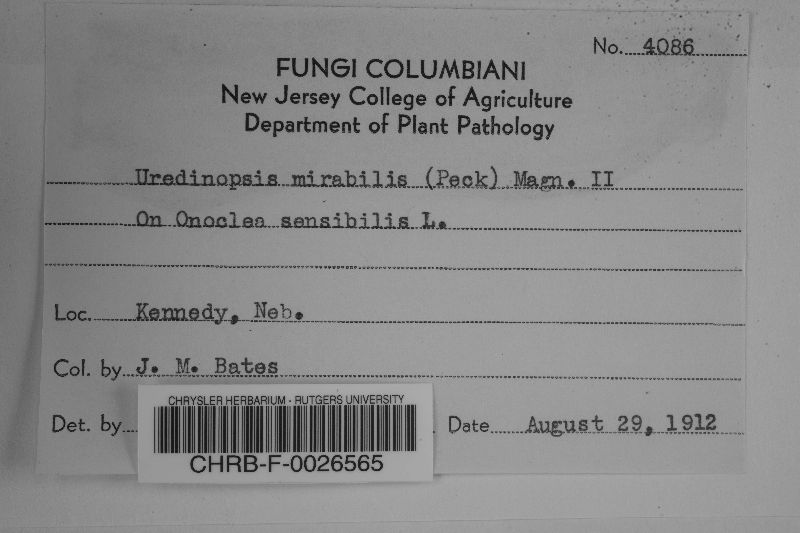 No. 4086
FUNGI COLUMBIANI
New Jersey College of Agriculture
Department of Plant Pathology
Uredinopsis mirabilis (Peck) Magn. II
On Onoclea sensibilis L.
Loc. Kennedy, Neb.
Col. by J. M. Bates
Det. by
Date August 29, 1912
CHRYSLER HERBARIUM - RUTGERS UNIVERSITY
CHRB-F-0026565